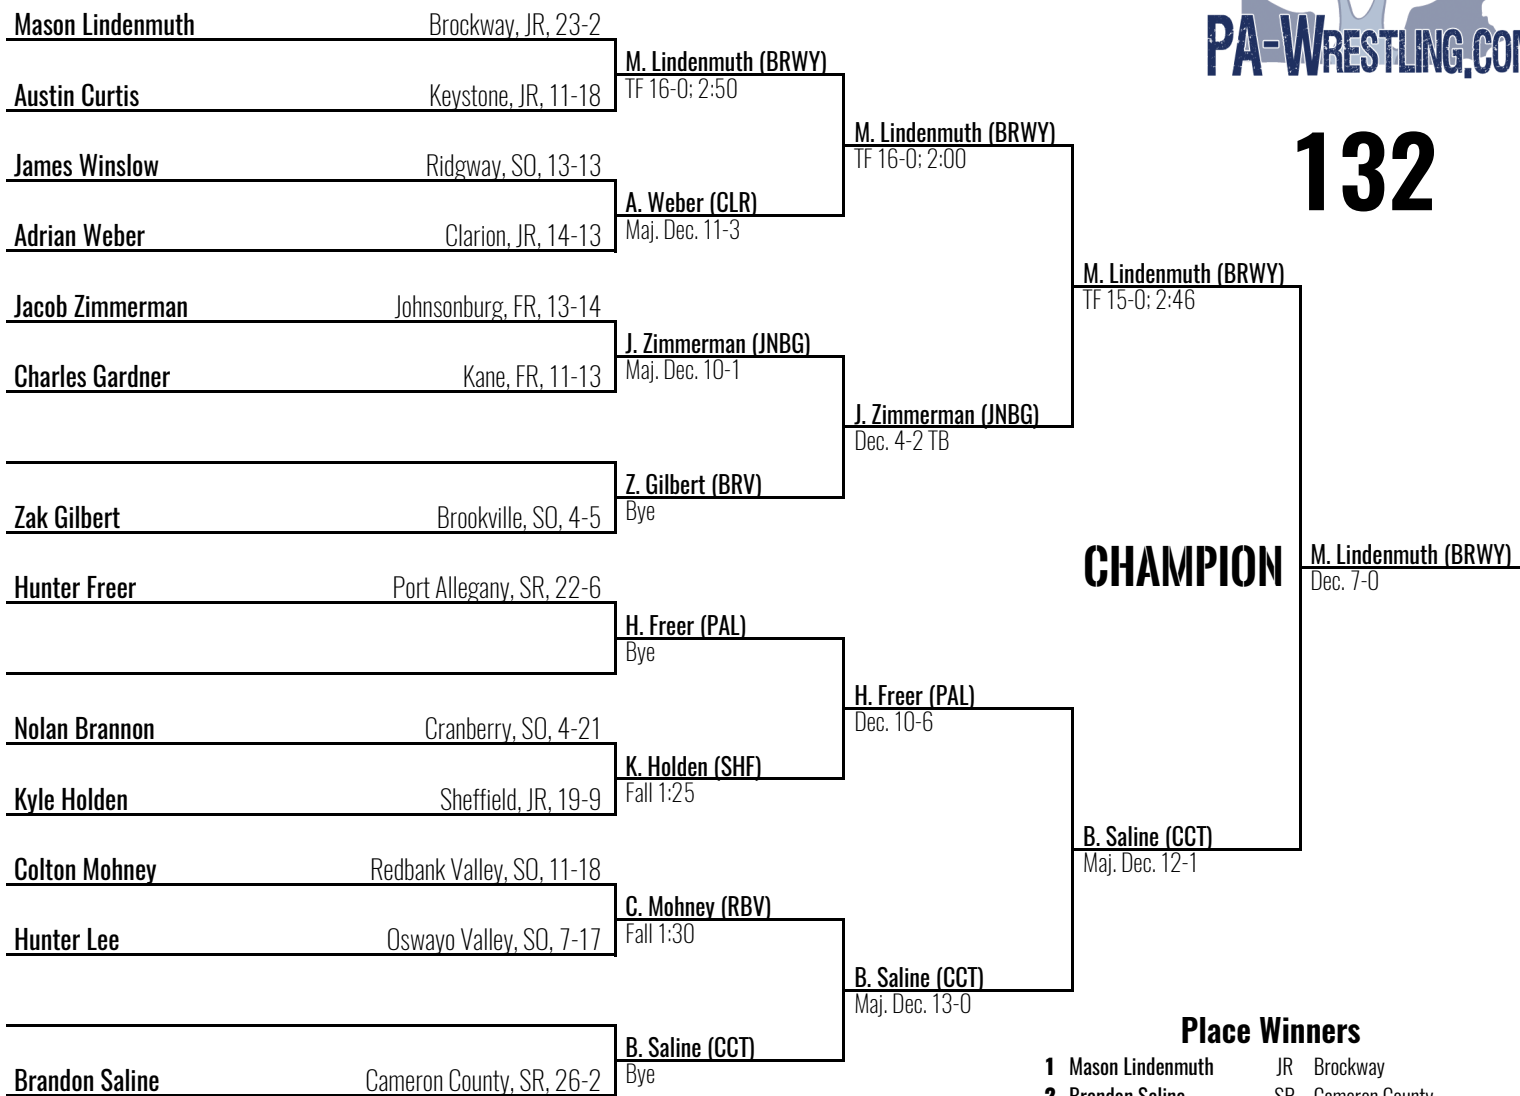 PA-WRESTLING.COM
132
Mason Lindenmuth Brockway, JR, 23-2
Austin Curtis Keystone, JR, 11-18
James Winslow Ridgway, SO, 13-13
Adrian Weber Clarion, JR, 14-13
Jacob Zimmerman Johnsonburg, FR, 13-14
Charles Gardner Kane, FR, 11-13
Zak Gilbert Brookville, SO, 4-5
Hunter Freer Port Allegany, SR, 22-6
Nolan Brannon Cranberry, SO, 4-21
Kyle Holden Sheffield, JR, 19-9
Colton Mohney Redbank Valley, SO, 11-18
Hunter Lee Oswayo Valley, SO, 7-17
Brandon Saline Cameron County, SR, 26-2
M. Lindenmuth (BRWY)
TF 16-0; 2:50
A. Weber (CLR)
Maj. Dec. 11-3
J. Zimmerman (JNBG)
Maj. Dec. 10-1
Z. Gilbert (BRV)
Bye
H. Freer (PAL)
Bye
K. Holden (SHF)
Fall 1:25
C. Mohney (RBV)
Fall 1:30
B. Saline (CCT)
Bye
M. Lindenmuth (BRWY)
TF 16-0; 2:00
J. Zimmerman (JNBG)
Dec. 4-2 TB
H. Freer (PAL)
Dec. 10-6
B. Saline (CCT)
Maj. Dec. 13-0
M. Lindenmuth (BRWY)
TF 15-0; 2:46
B. Saline (CCT)
Maj. Dec. 12-1
CHAMPION
M. Lindenmuth (BRWY)
Dec. 7-0
Place Winners
1 Mason Lindenmuth JR Brockway
2 Brandon Saline SR Cameron County